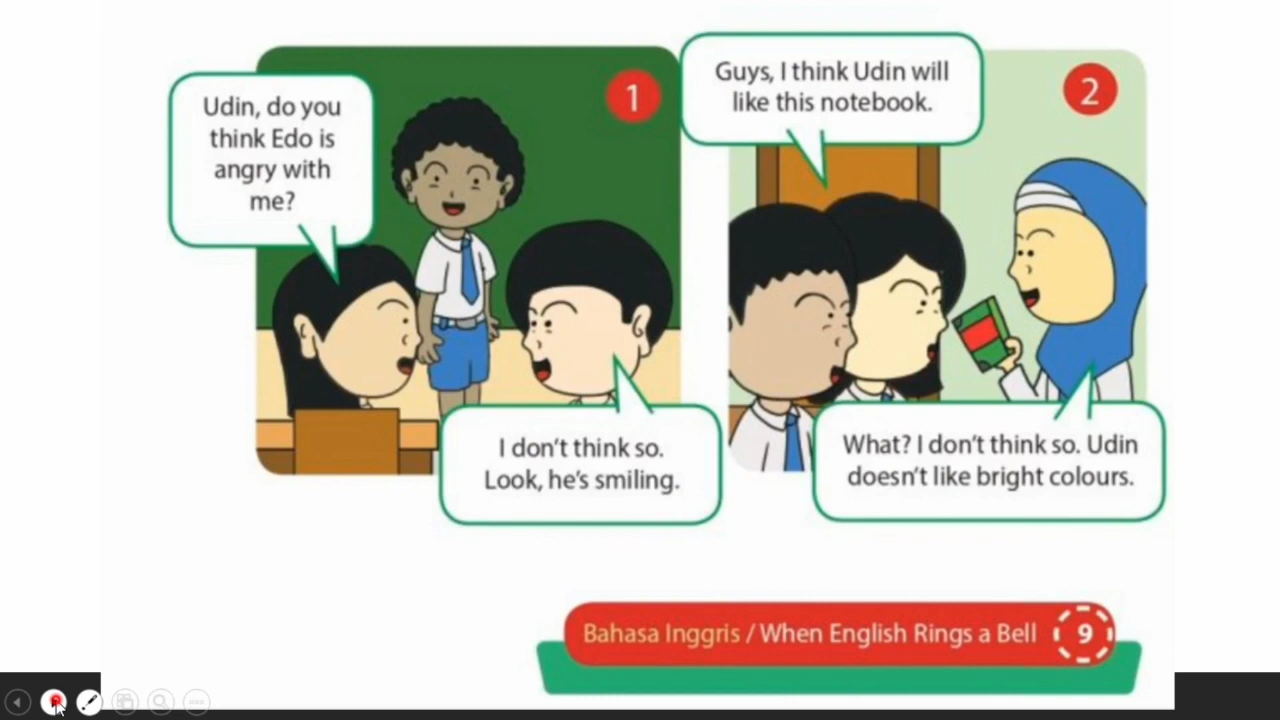 1
Udin, do you
think Edo is
angry with
me?
I don't think so.
Look, he's smiling.
2
Guys, I think Udin will
like this notebook.
What? I don't think so. Udin
doesn't like bright colours.
Bahasa Inggris / When English Rings a Bell 9